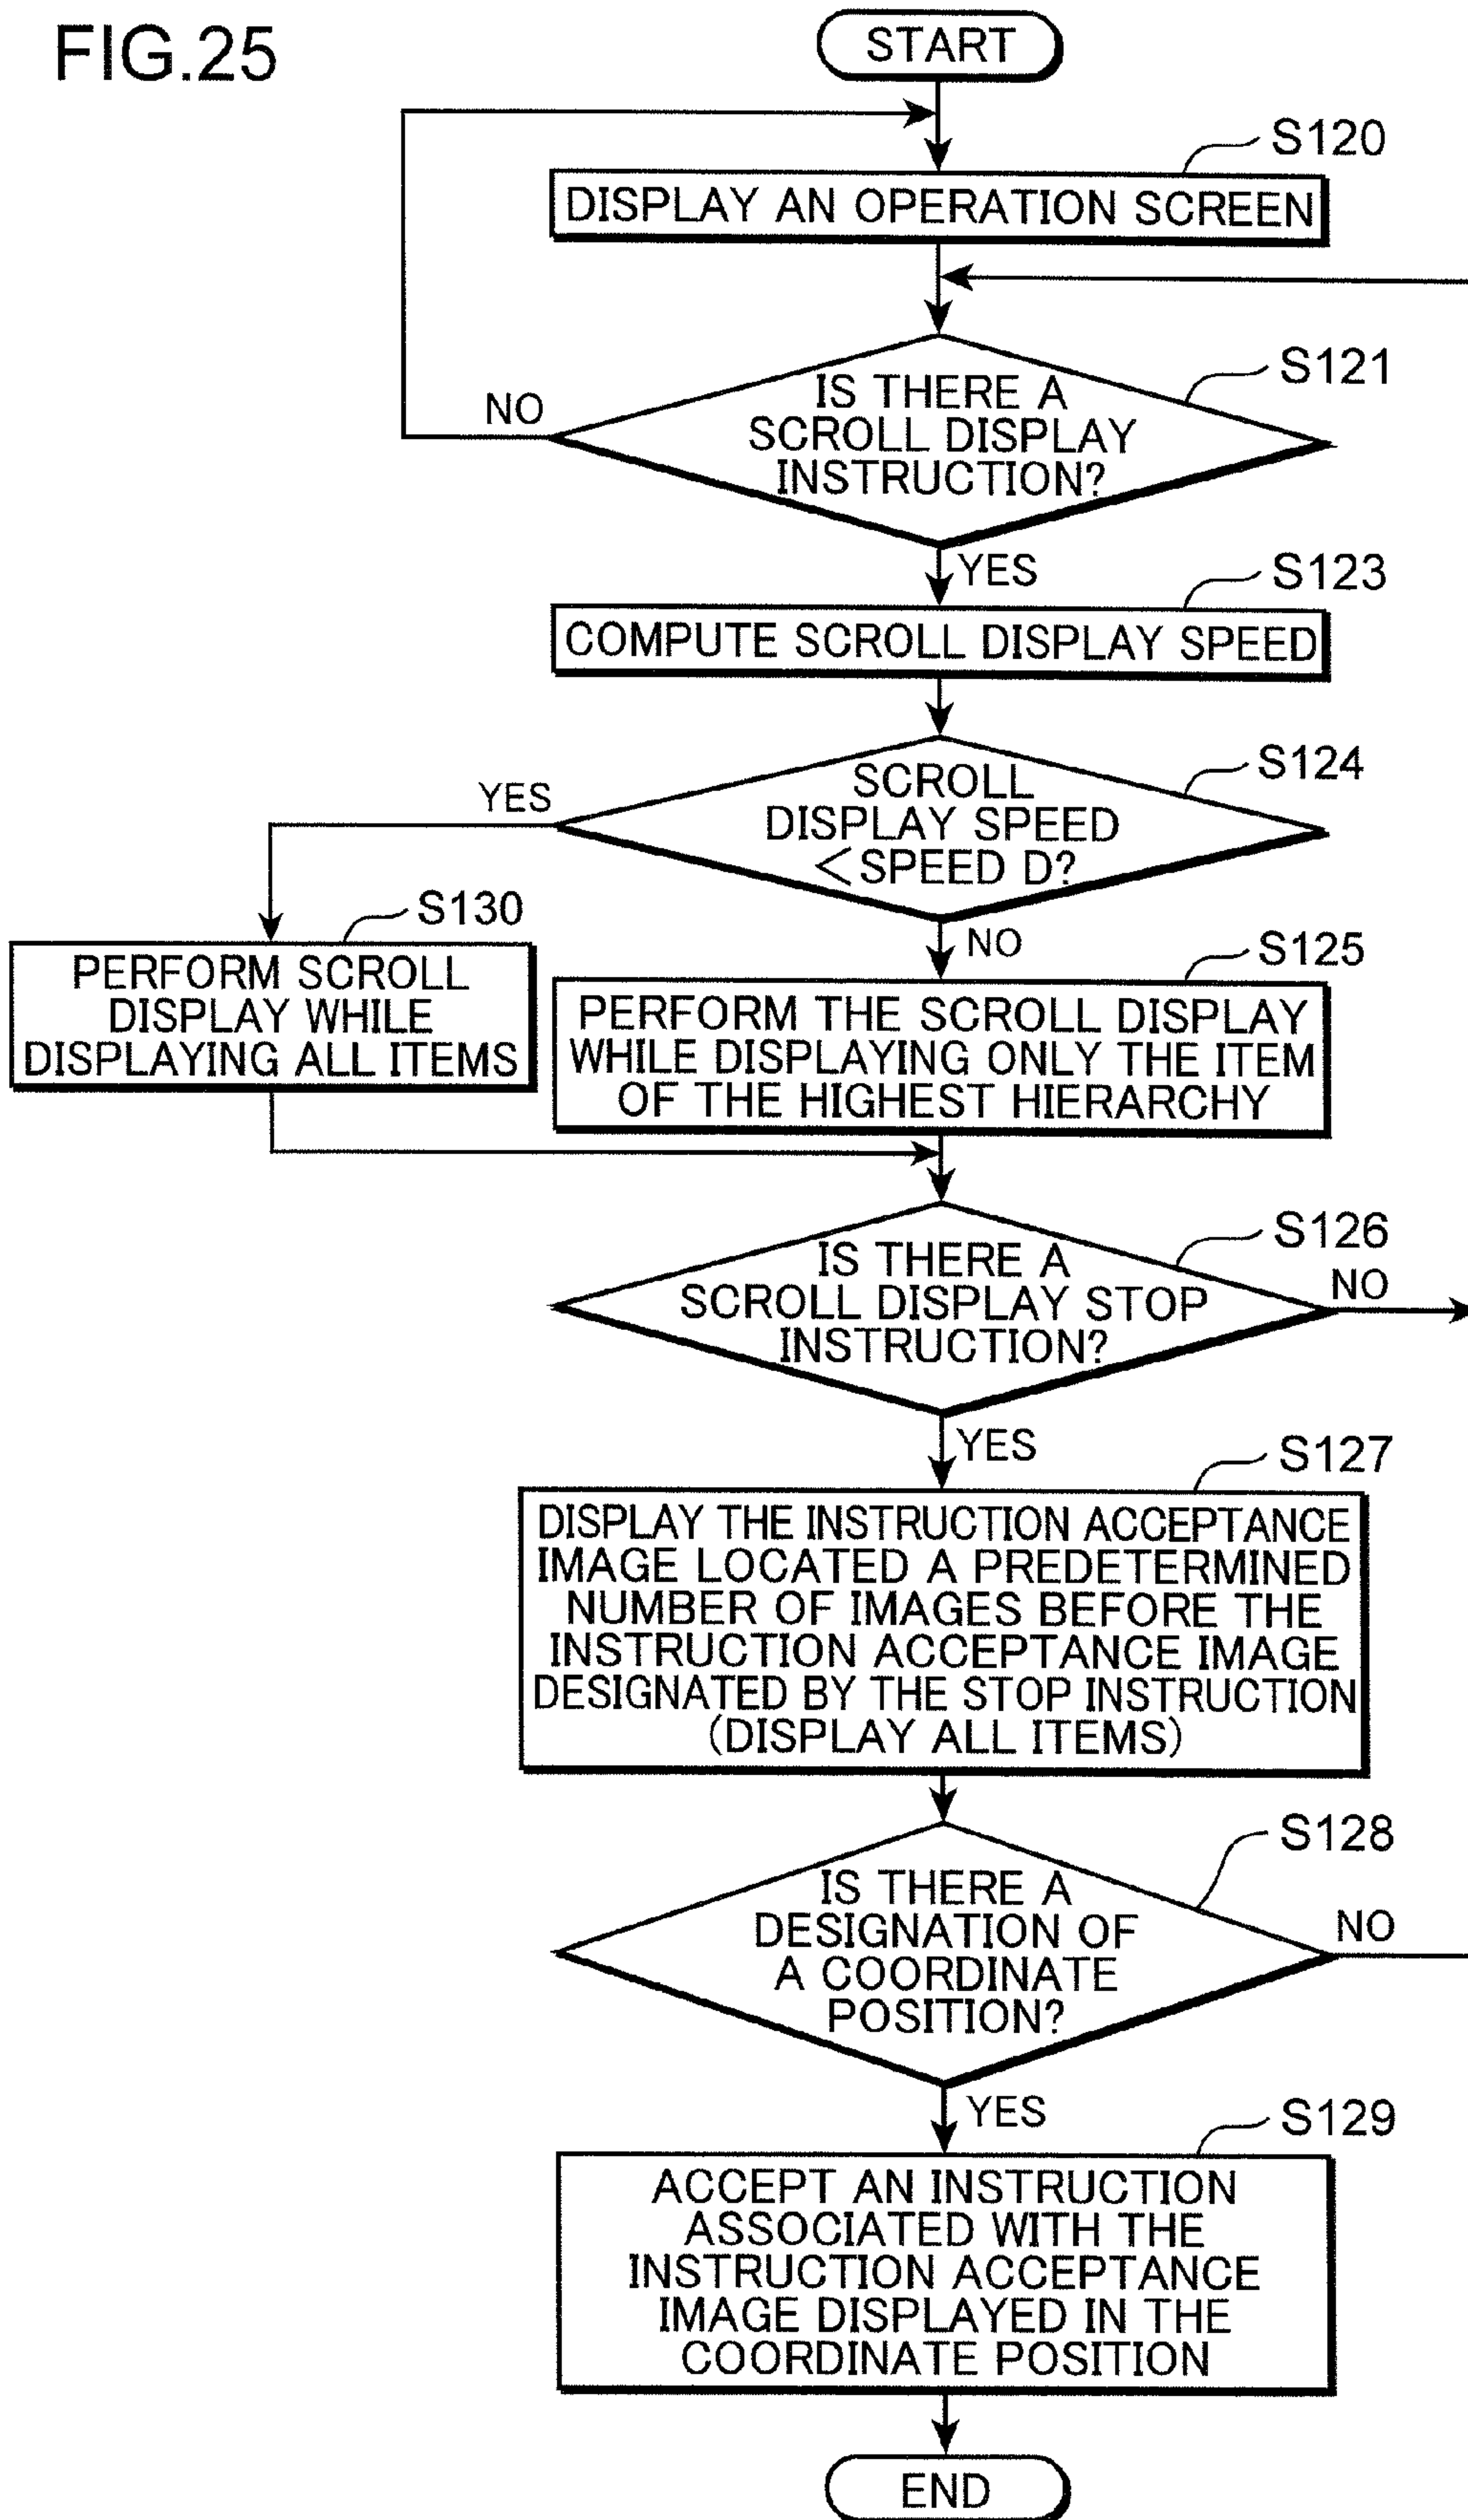 FIG.25
START
S120
DISPLAY AN OPERATION SCREEN
S121
IS THERE A
SCROLL DISPLAY
INSTRUCTION?
NO
YES
S123
COMPUTE SCROLL DISPLAY SPEED
S124
SCROLL
DISPLAY SPEED
<SPEED D?
YES
NO
S130
PERFORM SCROLL
DISPLAY WHILE
DISPLAYING ALL ITEMS
S125
PERFORM THE SCROLL DISPLAY
WHILE DISPLAYING ONLY THE ITEM
OF THE HIGHEST HIERARCHY
S126
IS THERE A
SCROLL DISPLAY STOP
INSTRUCTION?
NO
YES
S127
DISPLAY THE INSTRUCTION ACCEPTANCE
IMAGE LOCATED A PREDETERMINED
NUMBER OF IMAGES BEFORE THE
INSTRUCTION ACCEPTANCE IMAGE
DESIGNATED BY THE STOP INSTRUCTION
(DISPLAY ALL ITEMS)
S128
IS THERE A
DESIGNATION OF
A COORDINATE
POSITION?
NO
YES
S129
ACCEPT AN INSTRUCTION
ASSOCIATED WITH THE
INSTRUCTION ACCEPTANCE
IMAGE DISPLAYED IN THE
COORDINATE POSITION
END